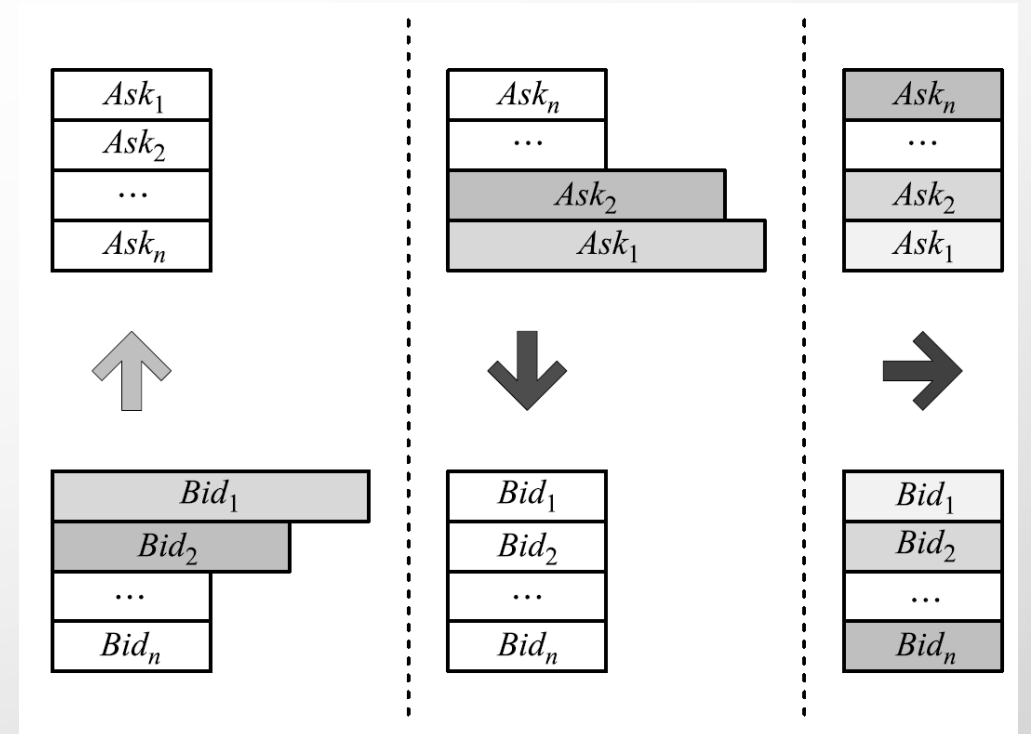 Ask₁
Ask₂
...
Askₙ
Bid₁
Bid₂
...
Bidₙ
Askₙ
...
Ask₂
Ask₁
Bid₁
Bid₂
...
Bidₙ
Askₙ
...
Ask₂
Ask₁
Bid₁
Bid₂
...
Bidₙ